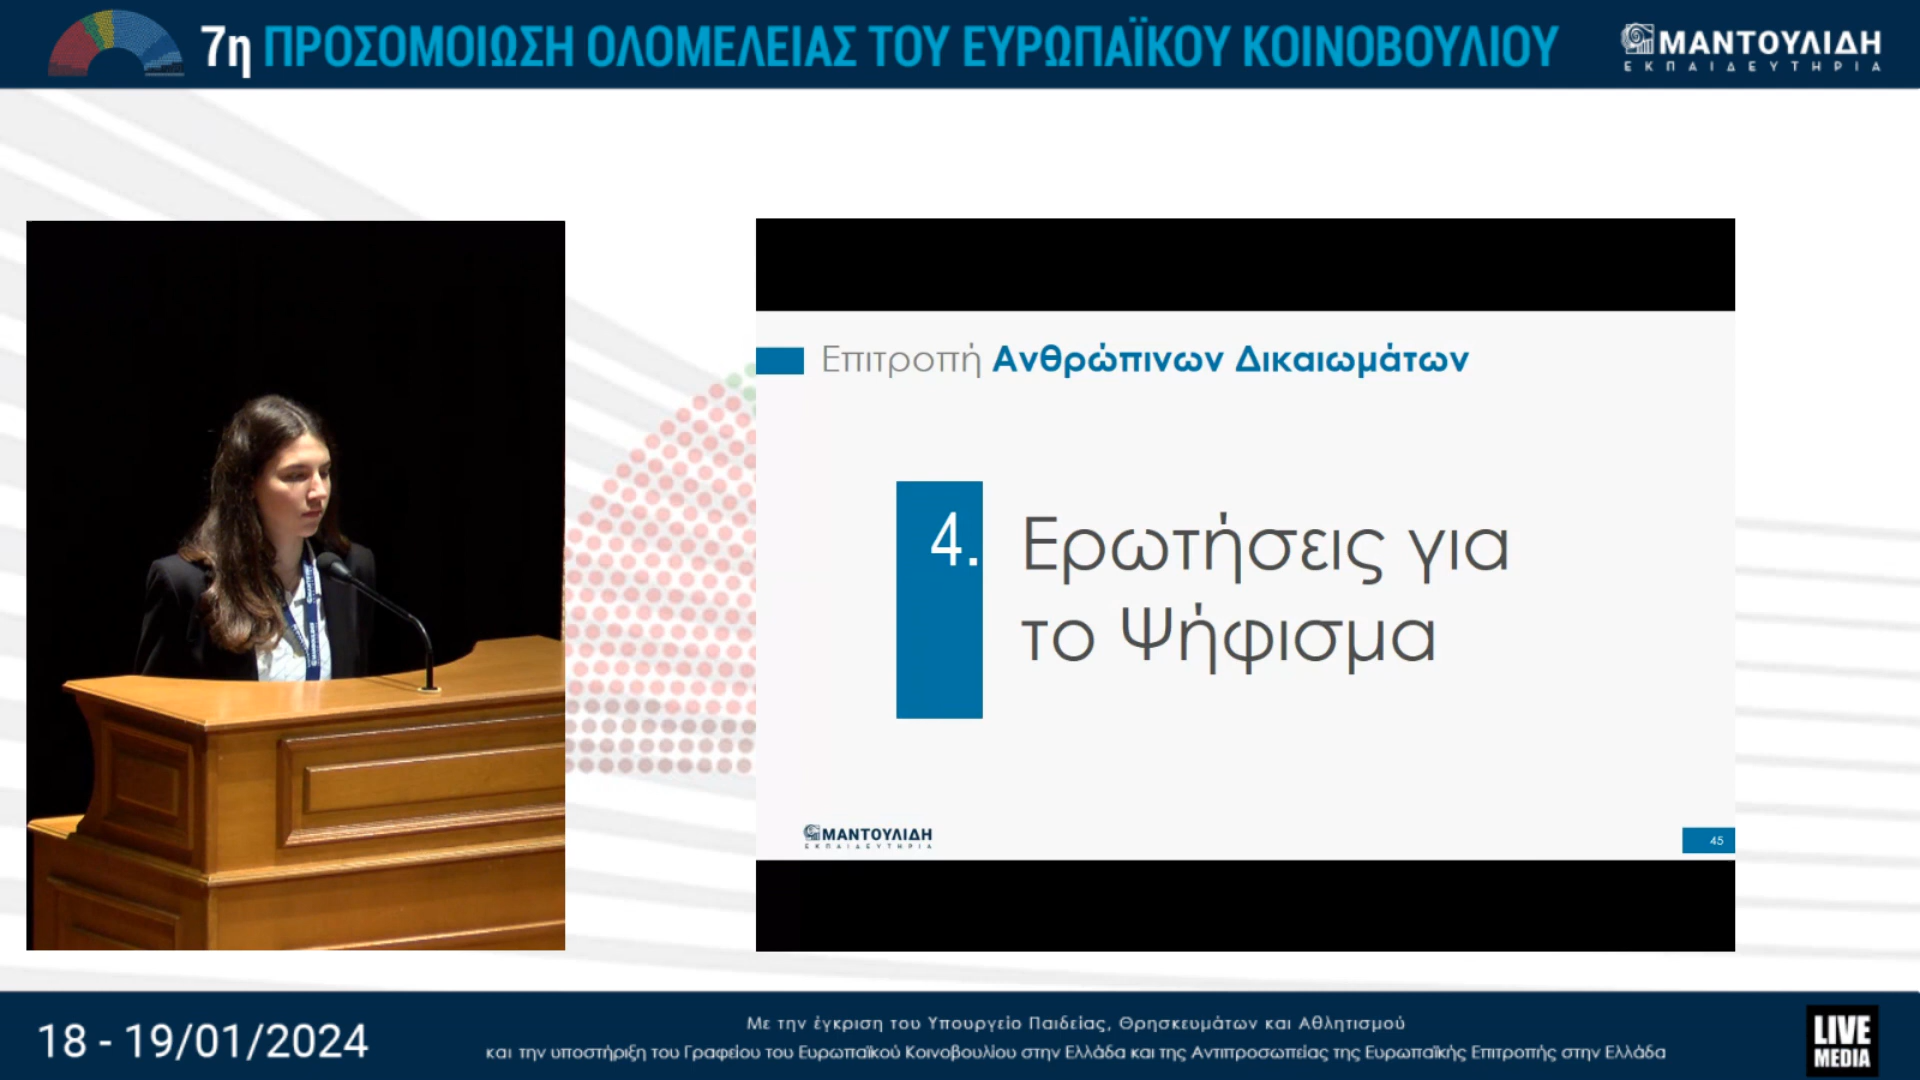 7η ΠΡΟΣΟΜΟΙΩΣΗ ΟΛΟΜΕΛΕΙΑΣ ΤΟΥ ΕΥΡΩΠΑΪΚΟΥ ΚΟΙΝΟΒΟΥΛΙΟΥ
ΜΑΝΤΟΥΛΙΔΗ
ΕΚΠΑΙΔΕΥΤΗΡΙΑ
Επιτροπή Ανθρώπινων Δικαιωμάτων
4. Ερωτήσεις για
το Ψήφισμα
ΜΑΝΤΟΥΛΙΔΗ
ΕΚΠΑΙΔΕΥΤΗΡΙΑ
45
18 - 19/01/2024
Με την έγκριση του Υπουργείο Παιδείας, Θρησκευμάτων και Αθλητισμού
και την υποστήριξη του Γραφείου του Ευρωπαϊκού Κοινοβουλίου στην Ελλάδα και της Αντιπροσωπείας της Ευρωπαϊκής Επιτροπής στην Ελλάδα
LIVE
MEDIA